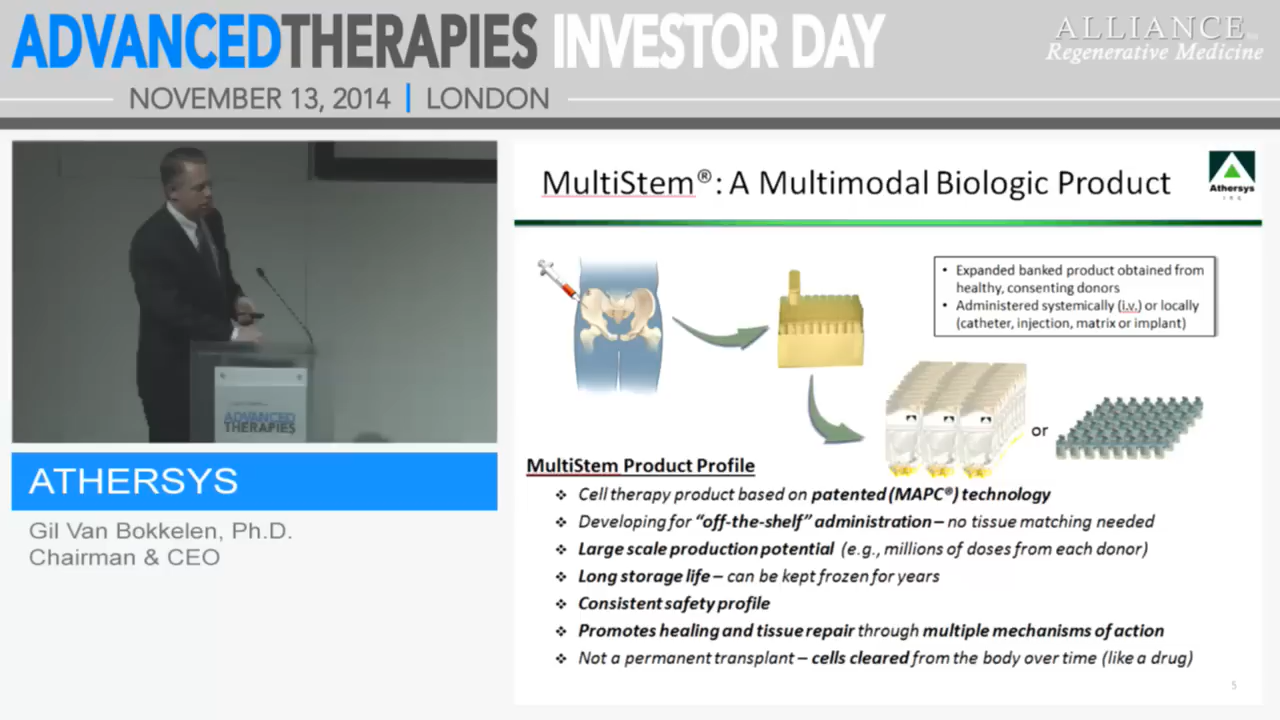 ADVANCEDTHERAPIES INVESTOR DAY
ALLIANCE
Regenerative Medicine
NOVEMBER 13, 2014 | LONDON
ADVANCED
THERAPIES
ATHERSYS
Gil Van Bokkelen, Ph.D.
Chairman & CEO
MultiStem®: A Multimodal Biologic Product
Athersys
INC
• Expanded banked product obtained from
healthy, consenting donors
• Administered systemically (i.v.) or locally
(catheter, injection, matrix or implant)
or
MultiStem Product Profile
❖ Cell therapy product based on patented (MAPC®) technology
❖ Developing for “off-the-shelf” administration – no tissue matching needed
❖ Large scale production potential (e.g., millions of doses from each donor)
❖ Long storage life – can be kept frozen for years
❖ Consistent safety profile
❖ Promotes healing and tissue repair through multiple mechanisms of action
❖ Not a permanent transplant – cells cleared from the body over time (like a drug)
5